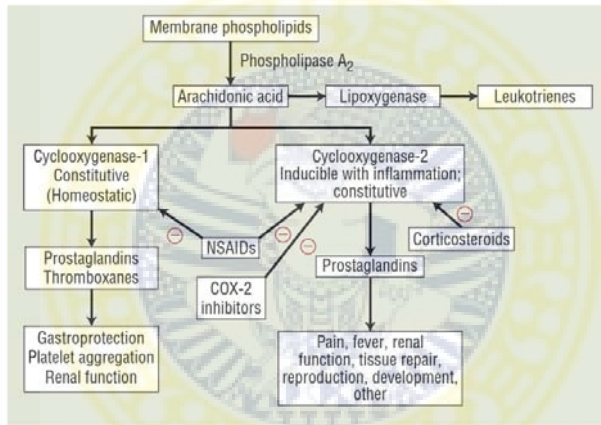 Membrane phospholipids
Phospholipase A2
Arachidonic acid
Lipoxygenase
Leukotrienes
Cyclooxygenase-1
Constitutive
(Homeostatic)
Cyclooxygenase-2
Inducible with inflammation;
constitutive
NSAIDs
Corticosteroids
COX-2
inhibitors
Prostaglandins
Thromboxanes
Prostaglandins
Gastroprotection
Platelet aggregation
Renal function
Pain, fever, renal
function, tissue repair,
reproduction, development,
other